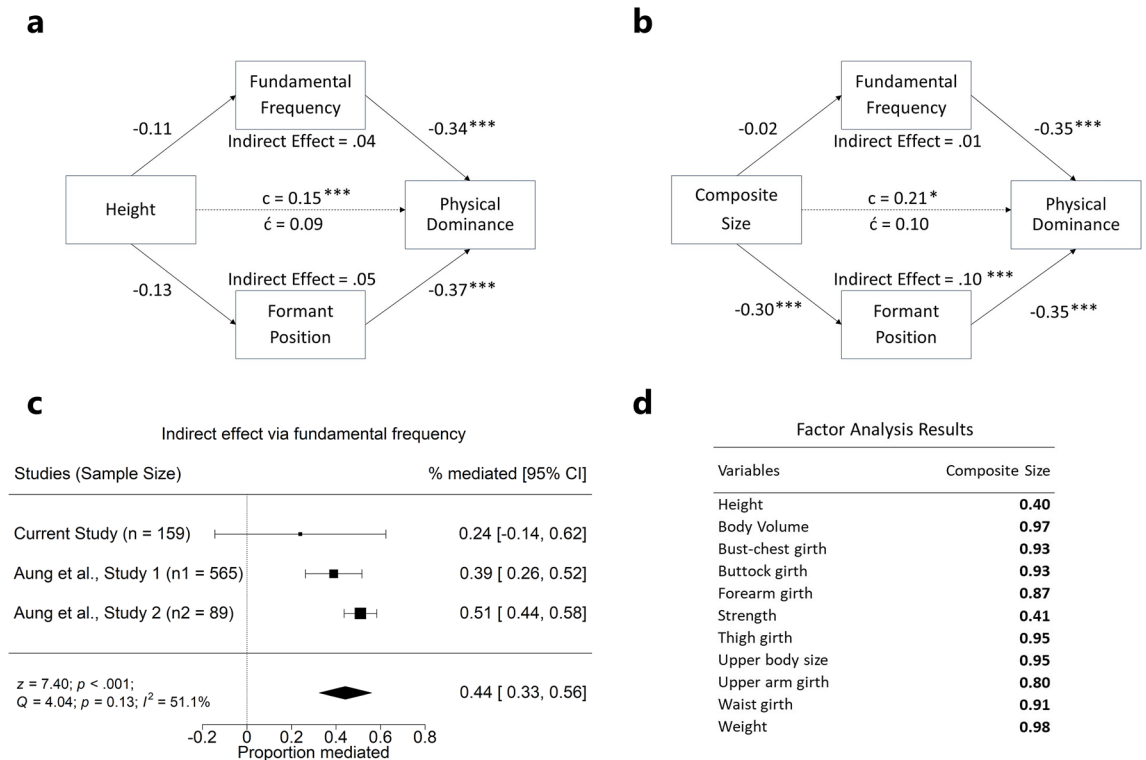 a
Fundamental
Frequency
-0.11
-0.34***
Indirect Effect = .04
Height
c = 0.15***
ć = 0.09
Physical
Dominance
Indirect Effect = .05
-0.13
-0.37***
Formant
Position
b
Fundamental
Frequency
-0.02
-0.35***
Indirect Effect = .01
Composite
Size
c = 0.21*
ć = 0.10
Physical
Dominance
Indirect Effect = .10 ***
-0.30***
-0.35***
Formant
Position
c
Indirect effect via fundamental frequency
Studies (Sample Size) % mediated [95% CI]
Current Study (n = 159) 0.24 [-0.14, 0.62]
Aung et al., Study 1 (n1 = 565) 0.39 [ 0.26, 0.52]
Aung et al., Study 2 (n2 = 89) 0.51 [ 0.44, 0.58]
z = 7.40; p < .001;
Q = 4.04; p = 0.13; I² = 51.1%
0.44 [ 0.33, 0.56]
-0.2 0 0.2 0.4 0.6 0.8
Proportion mediated
d
Factor Analysis Results
Variables Composite Size
Height 0.40
Body Volume 0.97
Bust-chest girth 0.93
Buttock girth 0.93
Forearm girth 0.87
Strength 0.41
Thigh girth 0.95
Upper body size 0.95
Upper arm girth 0.80
Waist girth 0.91
Weight 0.98